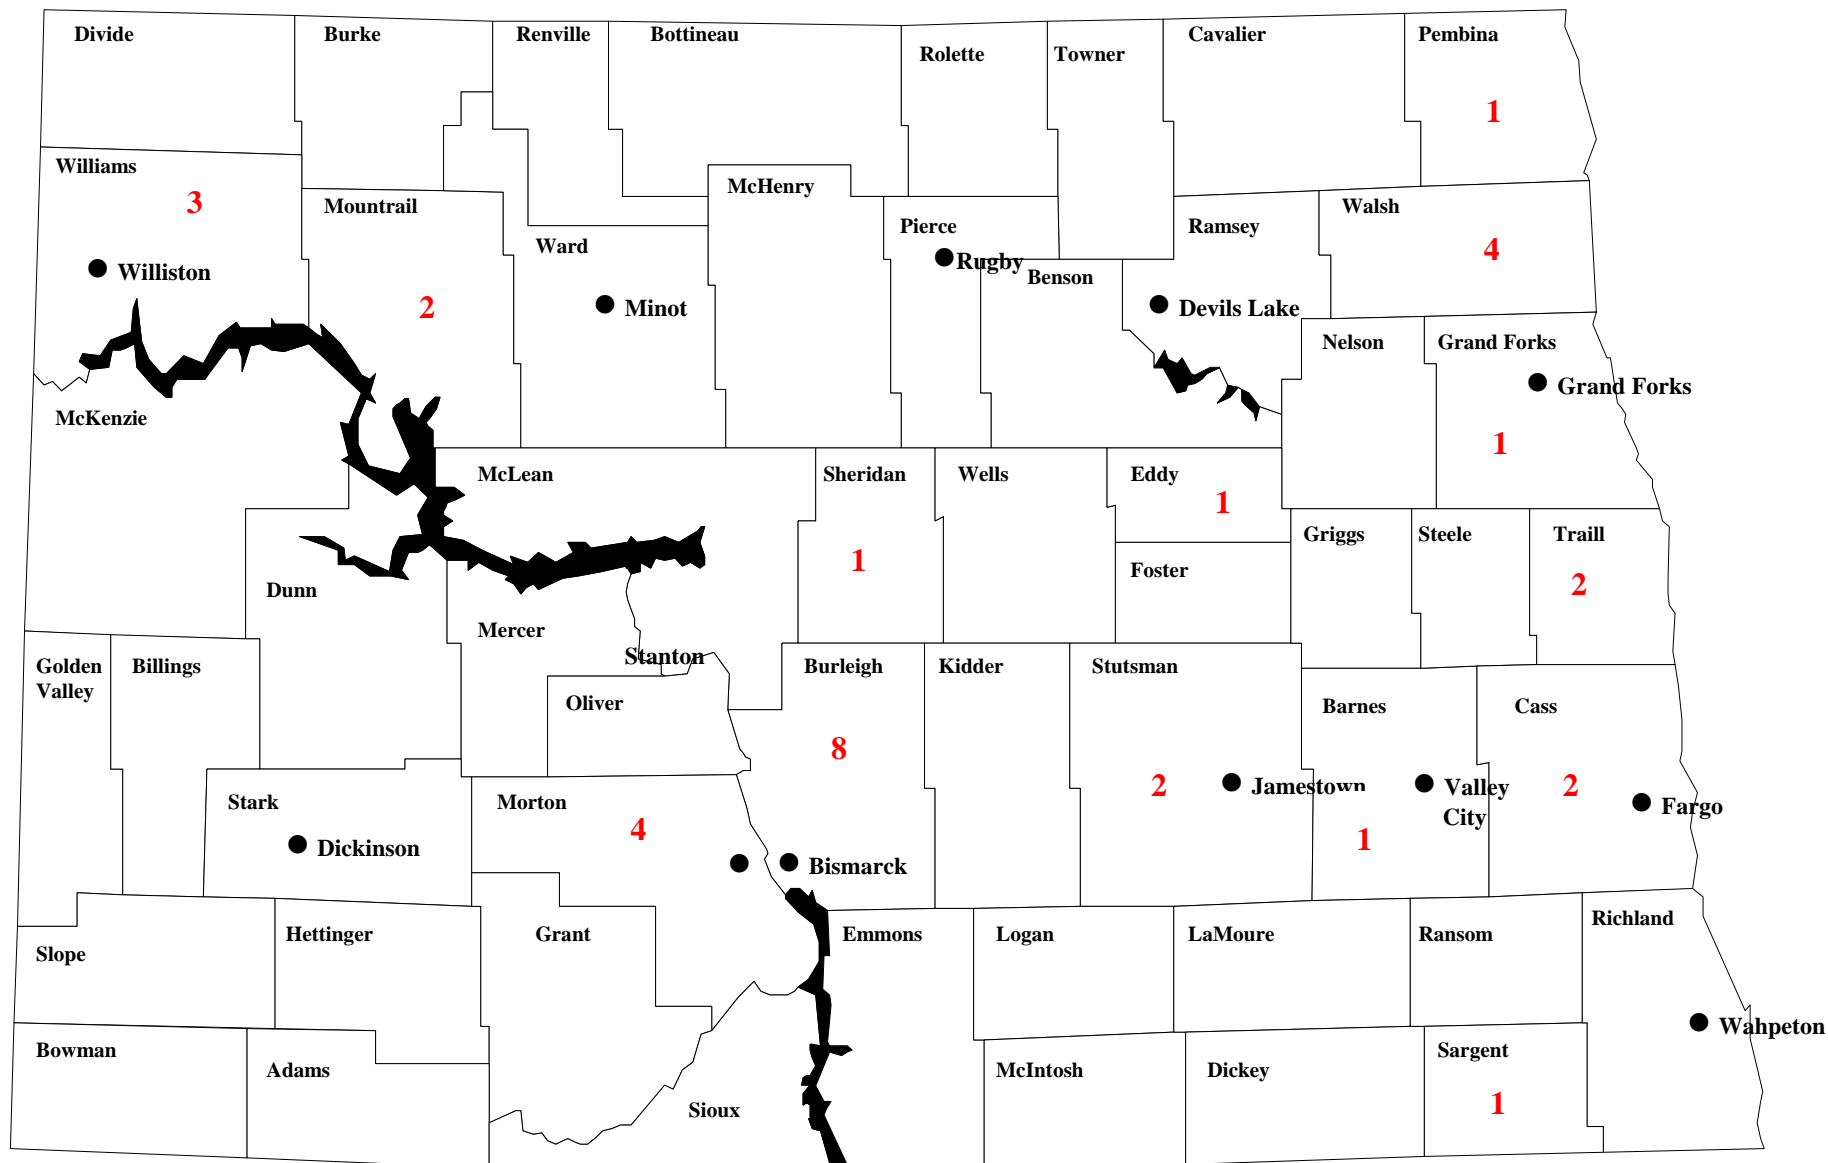 Divide
Burke
Renville
Bottineau
Rolette
Towner
Cavalier
Pembina
1
Williams
3
Mountrail
McHenry
Pierce
Ramsey
Walsh
4
Ward
Williston
Rugby
Benson
2
Minot
Devils Lake
Nelson
Grand Forks
Grand Forks
McKenzie
1
McLean
Sheridan
Wells
Eddy
1
Griggs
Steele
Traill
1
Foster
2
Dunn
Mercer
Stanton
Golden
Valley
Billings
Burleigh
Kidder
Stutsman
Oliver
Barnes
Cass
8
2
Jamestown
Valley
City
2
Fargo
Stark
Morton
4
1
Dickinson
Bismarck
Slope
Hettinger
Grant
Emmons
Logan
LaMoure
Ransom
Richland
Wahpeton
Bowman
Adams
McIntosh
Dickey
Sargent
Sioux
1